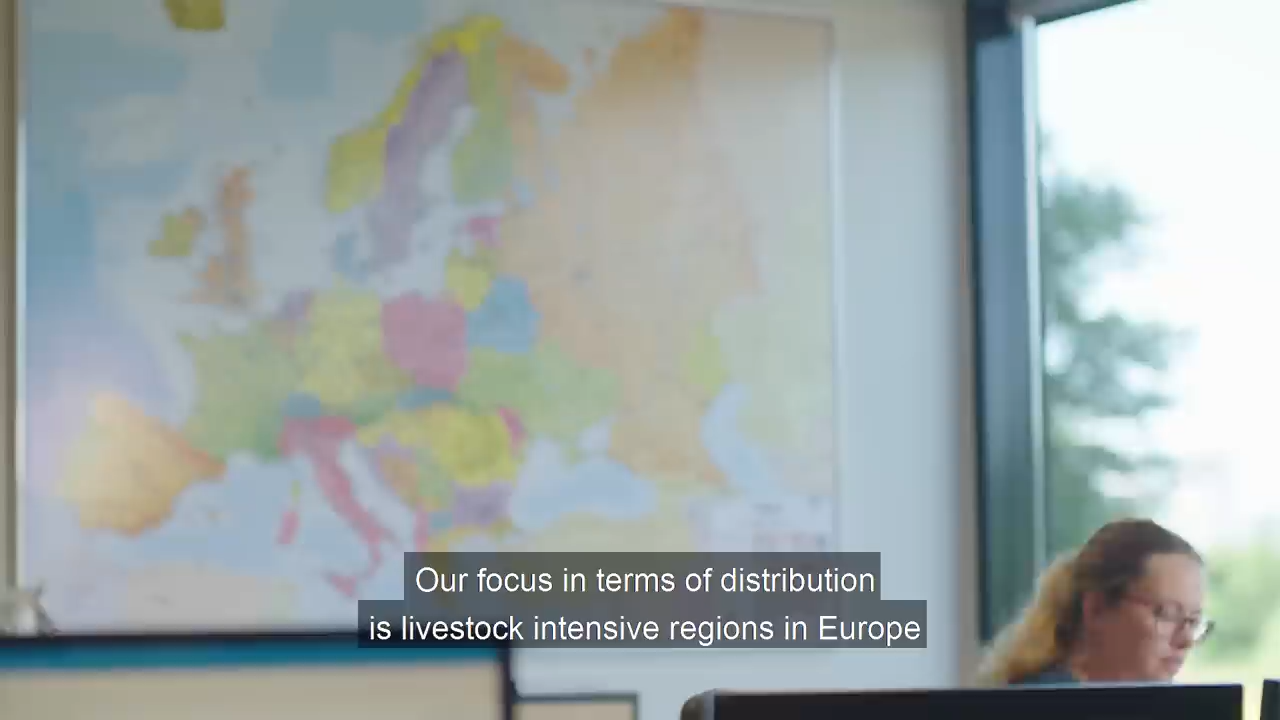 Our focus in terms of distribution
is livestock intensive regions in Europe